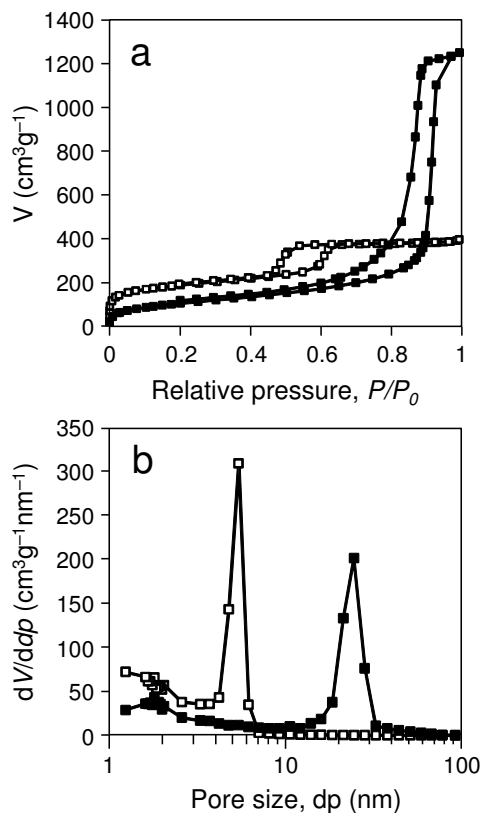 a
1400
1200
1000
800
600
400
200
0
V (cm³g⁻¹)
0 0.2 0.4 0.6 0.8 1
Relative pressure, P/P₀
b
350
300
250
200
150
100
50
0
dV/ddp (cm³g⁻¹nm⁻¹)
1 10 100
Pore size, dp (nm)